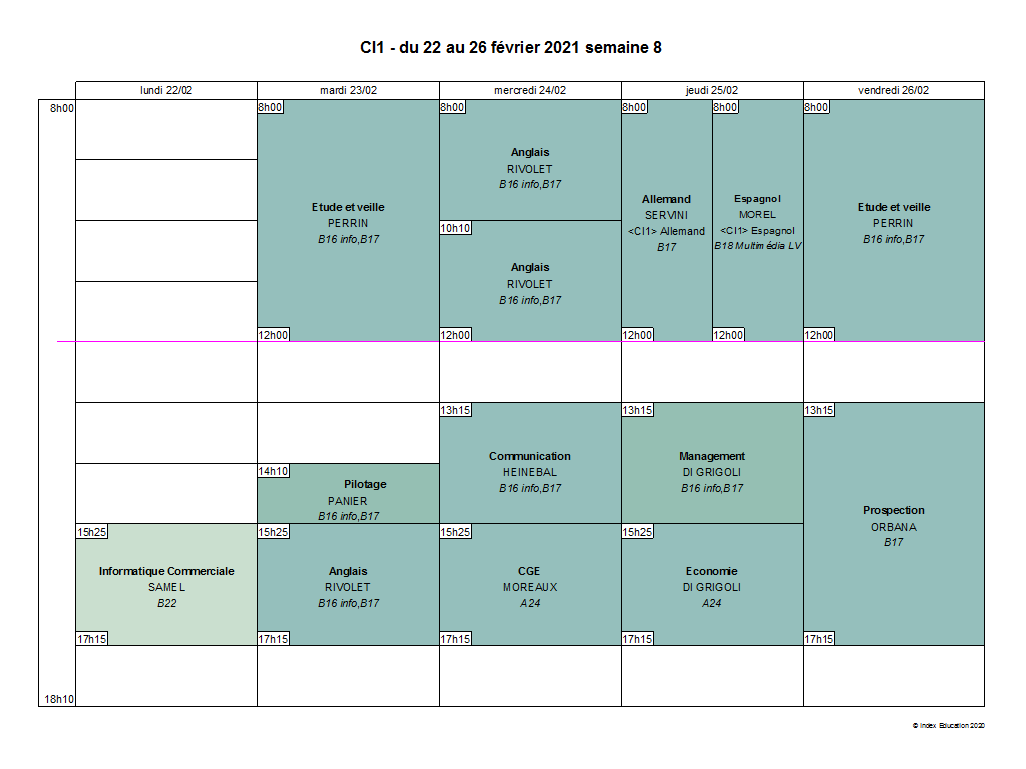 CI1 - du 22 au 26 février 2021 semaine 8
lundi 22/02
mardi 23/02
mercredi 24/02
jeudi 25/02
vendredi 26/02
8h00
8h00
Etude et veille
PERRIN
B16 info,B17
12h00
8h00
Anglais
RIVOLET
B16 info,B17
10h10
Anglais
RIVOLET
B16 info,B17
12h00
8h00
Allemand
SERVINI
<CI1> Allemand
B17
12h00
8h00
Espagnol
MOREL
<CI1> Espagnol
B18 Multimédia LV
12h00
8h00
Etude et veille
PERRIN
B16 info,B17
12h00
15h25
Informatique Commerciale
SAMEL
B22
17h15
14h10
Pilotage
PANIER
B16 info,B17
15h25
Anglais
RIVOLET
B16 info,B17
17h15
13h15
Communication
HEINEBAL
B16 info,B17
15h25
CGE
MOREAUX
A24
17h15
13h15
Management
DI GRIGOLI
B16 info,B17
15h25
Economie
DI GRIGOLI
A24
17h15
13h15
Prospection
ORBANA
B17
17h15
18h10
© Index Education 2020